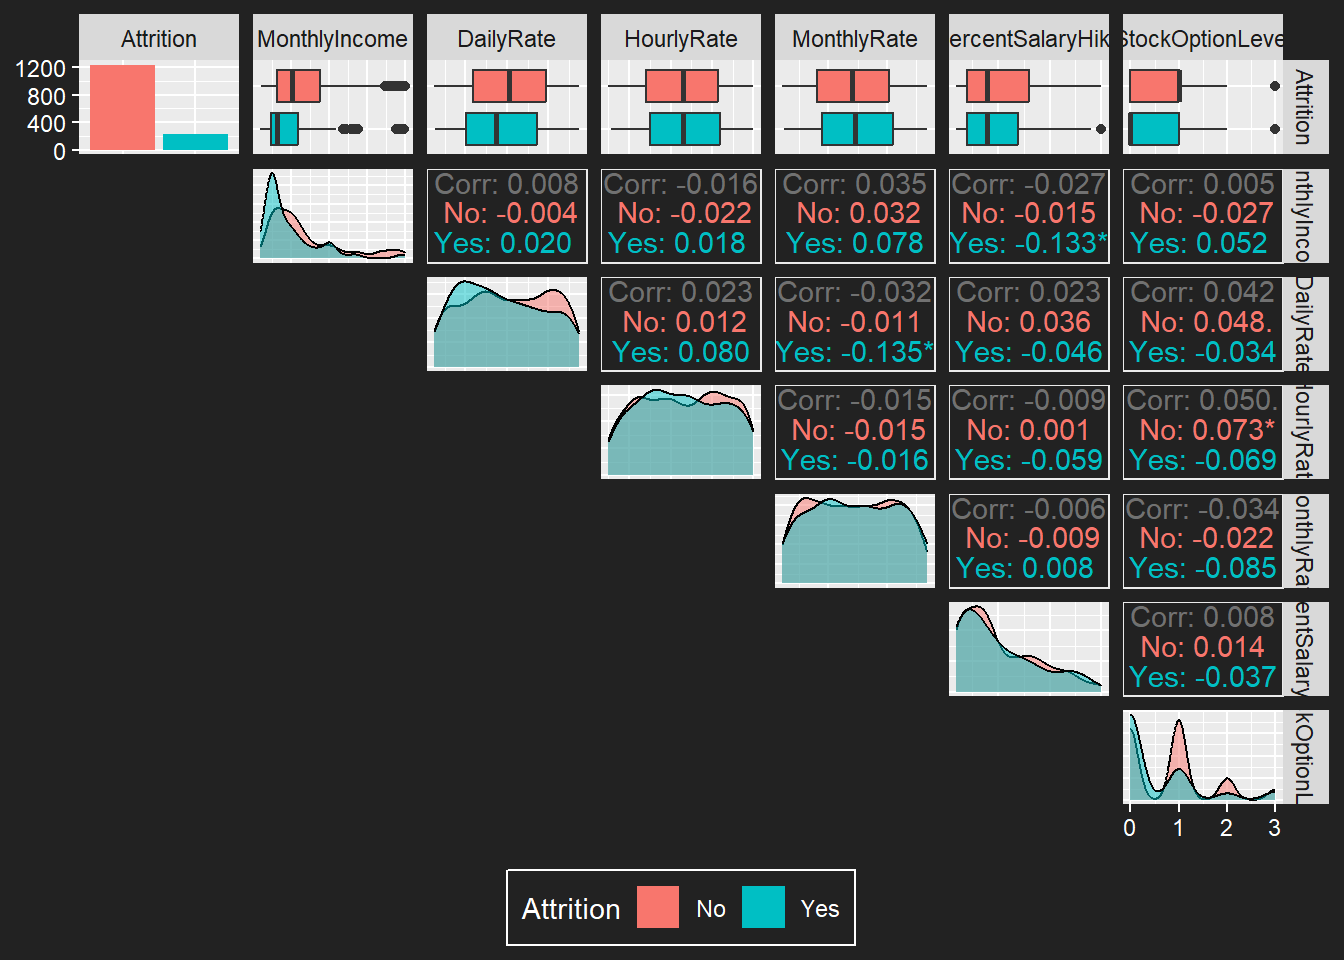 Attrition
MonthlyIncome
DailyRate
HourlyRate
MonthlyRate
ercentSalaryHik
StockOptionLeve
1200
800
400
0
Attrition
Corr: 0.008
No: -0.004
Yes: 0.020
Corr: -0.016
No: -0.022
Yes: 0.018
Corr: 0.035
No: 0.032
Yes: 0.078
Corr: -0.027
No: -0.015
Yes: -0.133*
Corr: 0.005
No: -0.027
Yes: 0.052
nthlyInco
Corr: 0.023
No: 0.012
Yes: 0.080
Corr: -0.032
No: -0.011
Yes: -0.135*
Corr: 0.023
No: 0.036
Yes: -0.046
Corr: 0.042
No: 0.048.
Yes: -0.034
DailyRate
Corr: -0.015
No: -0.015
Yes: -0.016
Corr: -0.009
No: 0.001
Yes: -0.059
Corr: 0.050.
No: 0.073*
Yes: -0.069
HourlyRat
Corr: -0.006
No: -0.009
Yes: 0.008
Corr: -0.034
No: -0.022
Yes: -0.085
onthlyRa
Corr: 0.008
No: 0.014
Yes: -0.037
entSalary
kOptionL
0 1 2 3
Attrition No Yes